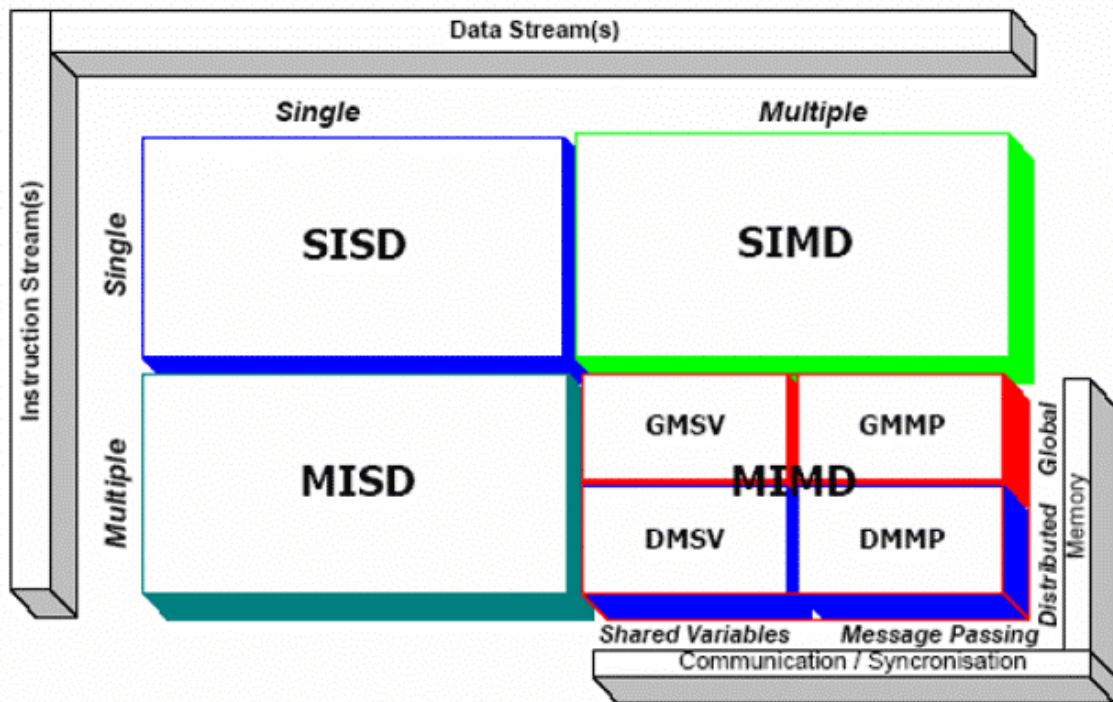 Data Stream(s)
Instruction Stream(s)
Single
Multiple
Single
SISD
SIMD
Multiple
MISD
MIMD
GMSV
GMMP
DMSV
DMMP
Global
Distributed
Memory
Shared Variables
Message Passing
Communication / Syncronisation